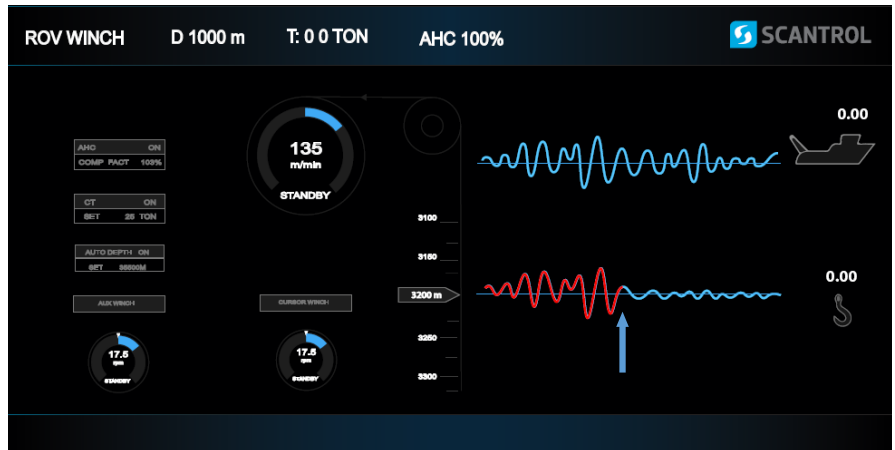 ROV WINCH D 1000 m T: 0 0 TON AHC 100% SCANTROL
0.00
AHC ON
COMP FACT 103%
135
m/min
STANDBY
CT ON
SET 25 TON
3100
AUTO DEPTH ON
3150
0.00
AUX WINCH
CURSOR WINCH
3200 m
3250
17.5
rpm
STANDBY
17.5
rpm
STANDBY
3300